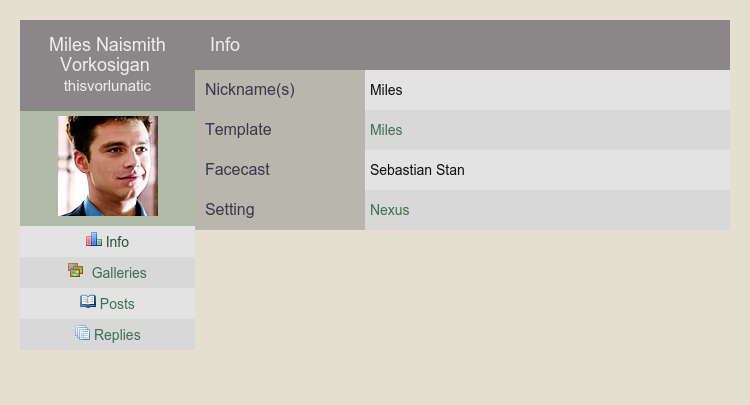 Miles Naismith
Vorkosigan
thisvorlunatic
Info
Galleries
Posts
Replies
Info
Nickname(s) Miles
Template Miles
Facecast Sebastian Stan
Setting Nexus